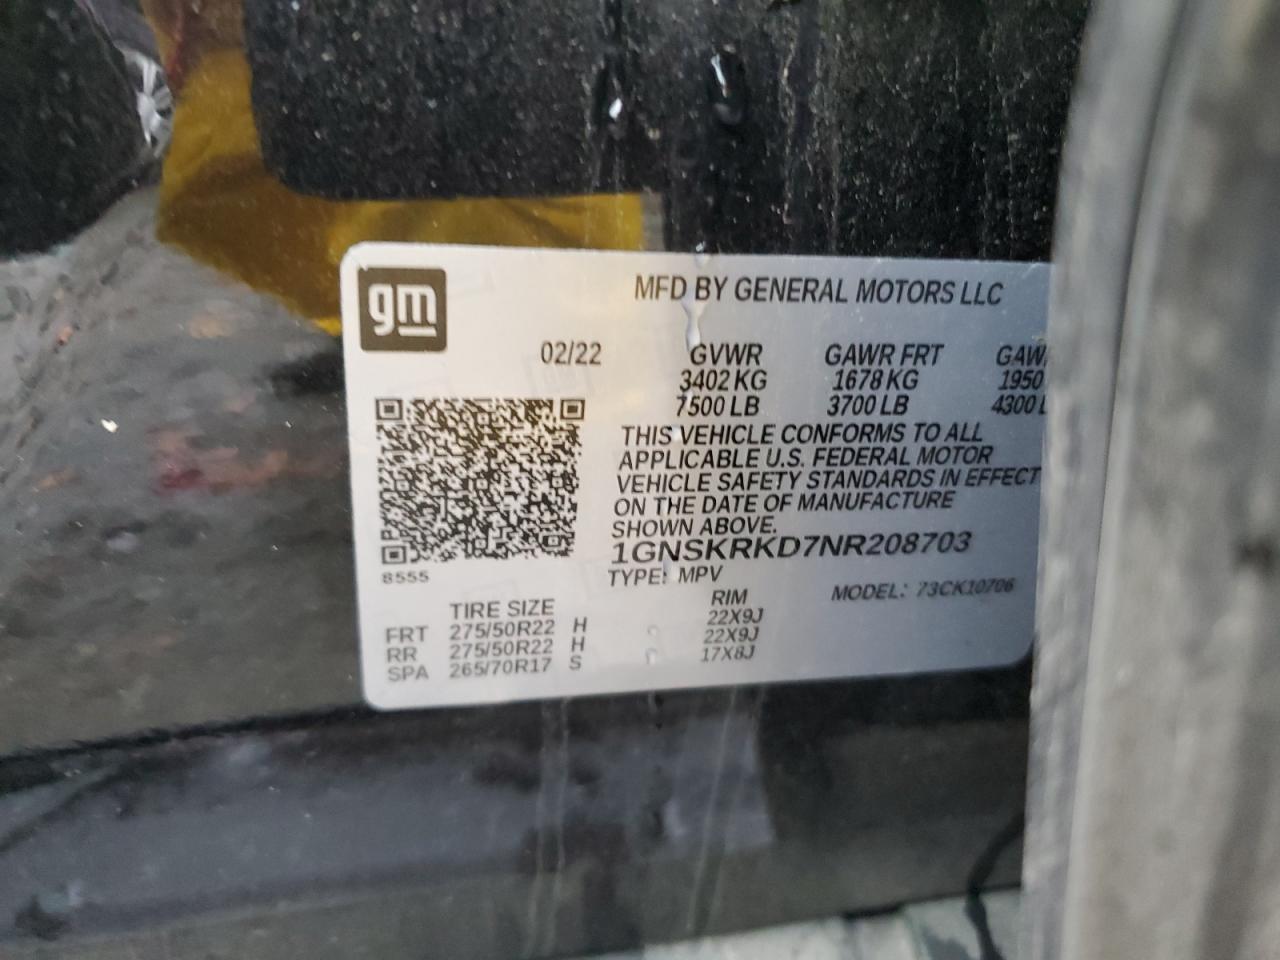 gm
MFD BY GENERAL MOTORS LLC
02/22 GVWR GAWR FRT
3402 KG 1678 KG 1950
7500 LB 3700 LB 4300
THIS VEHICLE CONFORMS TO ALL
APPLICABLE U.S. FEDERAL MOTOR
VEHICLE SAFETY STANDARDS IN EFFECT
ON THE DATE OF MANUFACTURE
SHOWN ABOVE.
1GNSKRKD7NR208703
8555 TYPE: MPV MODEL: 73CK10706
TIRE SIZE RIM
FRT 275/50R22 H 22X9J
RR 275/50R22 H 22X9J
SPA 265/70R17 S 17X8J